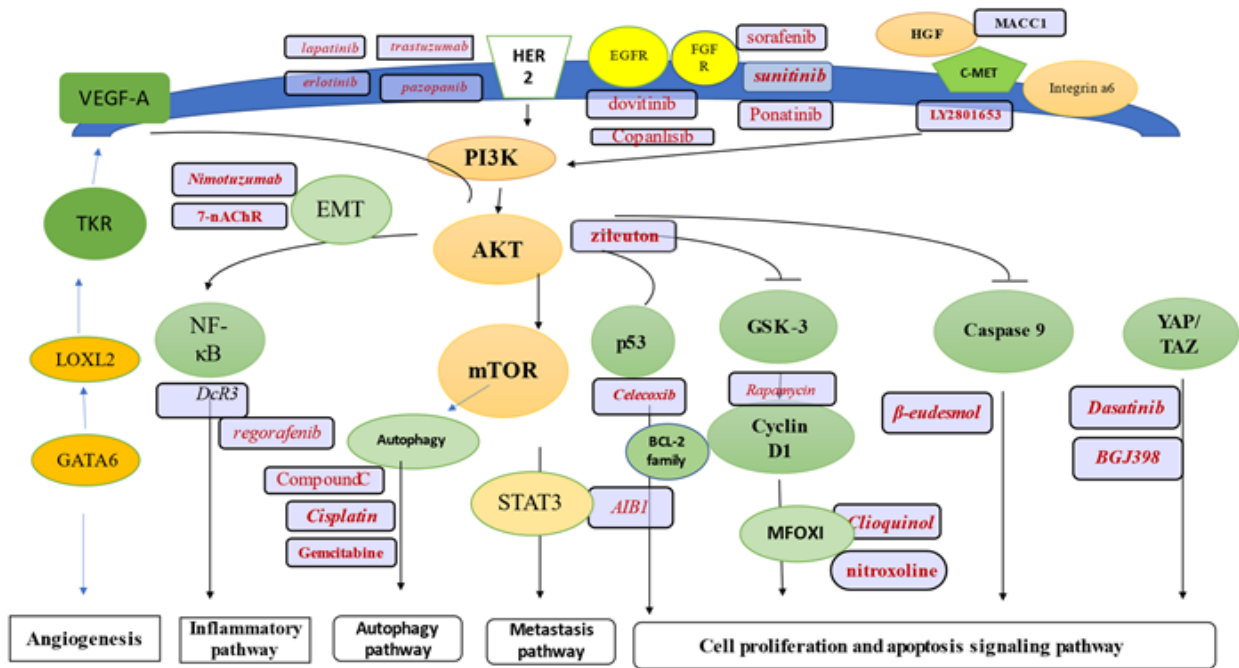 lapatinib
trastuzumab
erlotinib
pazopanib
HER
2
EGFR
FGF
R
sorafenib
sunitinib
dovitinib
Copanlisib
Ponatinib
HGF
MACC1
C-MET
LY2801653
Integrin a6
VEGF-A
PI3K
Nimotuzumab
7-nAChR
EMT
TKR
AKT
zileuton
NF-
κB
p53
GSK-3
Caspase 9
YAP/
TAZ
LOXL2
mTOR
DcR3
regorafenib
Celecoxib
Rapamycin
β-eudesmol
Dasatinib
BGJ398
GATA6
Autophagy
BCL-2
family
Cyclin
D1
CompoundC
Cisplatin
Gemcitabine
STAT3
AIB1
MFOXI
Clioquinol
nitroxoline
Angiogenesis
Inflammatory
pathway
Autophagy
pathway
Metastasis
pathway
Cell proliferation and apoptosis signaling pathway